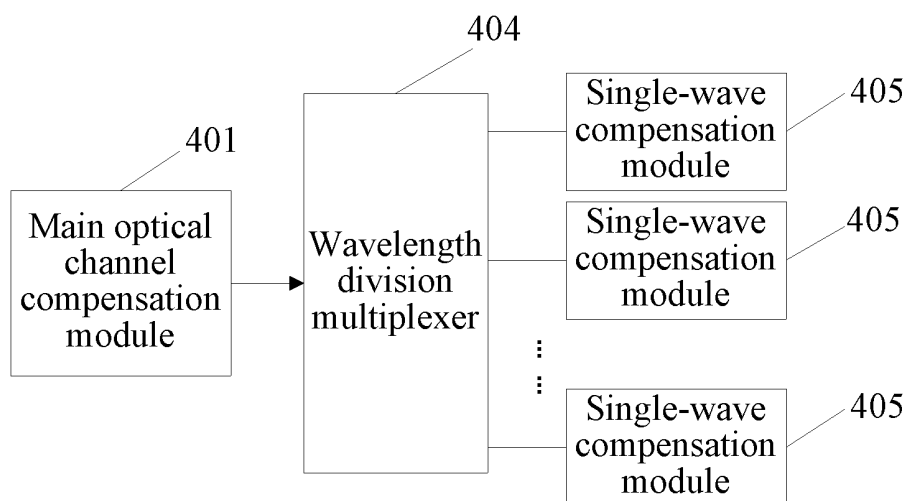 401
Main optical
channel
compensation
module
404
Wavelength
division
multiplexer
Single-wave
compensation
module
405
Single-wave
compensation
module
405
Single-wave
compensation
module
405